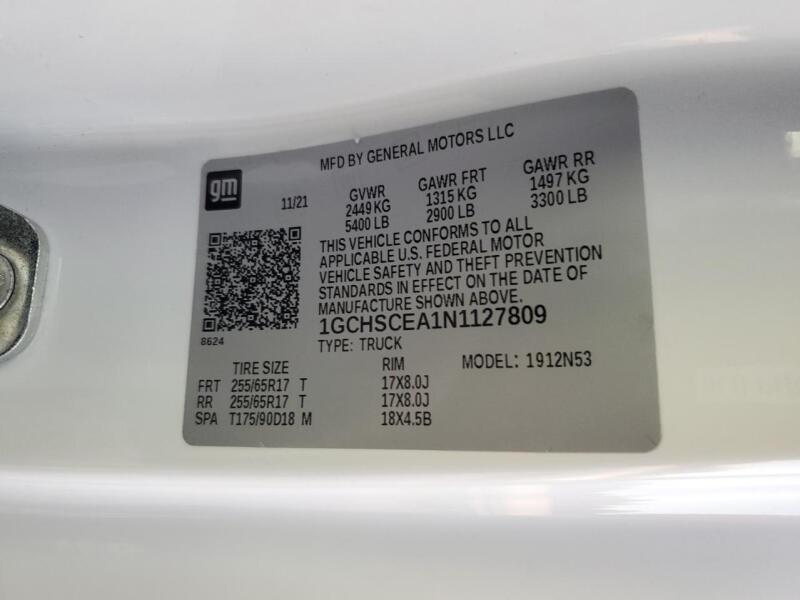 MFD BY GENERAL MOTORS LLC
gm
11/21
GVWR GAWR FRT GAWR RR
2449 KG 1315 KG 1497 KG
5400 LB 2900 LB 3300 LB
THIS VEHICLE CONFORMS TO ALL
APPLICABLE U.S. FEDERAL MOTOR
VEHICLE SAFETY AND THEFT PREVENTION
STANDARDS IN EFFECT ON THE DATE OF
MANUFACTURE SHOWN ABOVE.
1GCHSCEA1N1127809
8624
TYPE: TRUCK MODEL: 1912N53
TIRE SIZE RIM
FRT 255/65R17 T 17X8.0J
RR 255/65R17 T 17X8.0J
SPA T175/90D18 M 18X4.5B